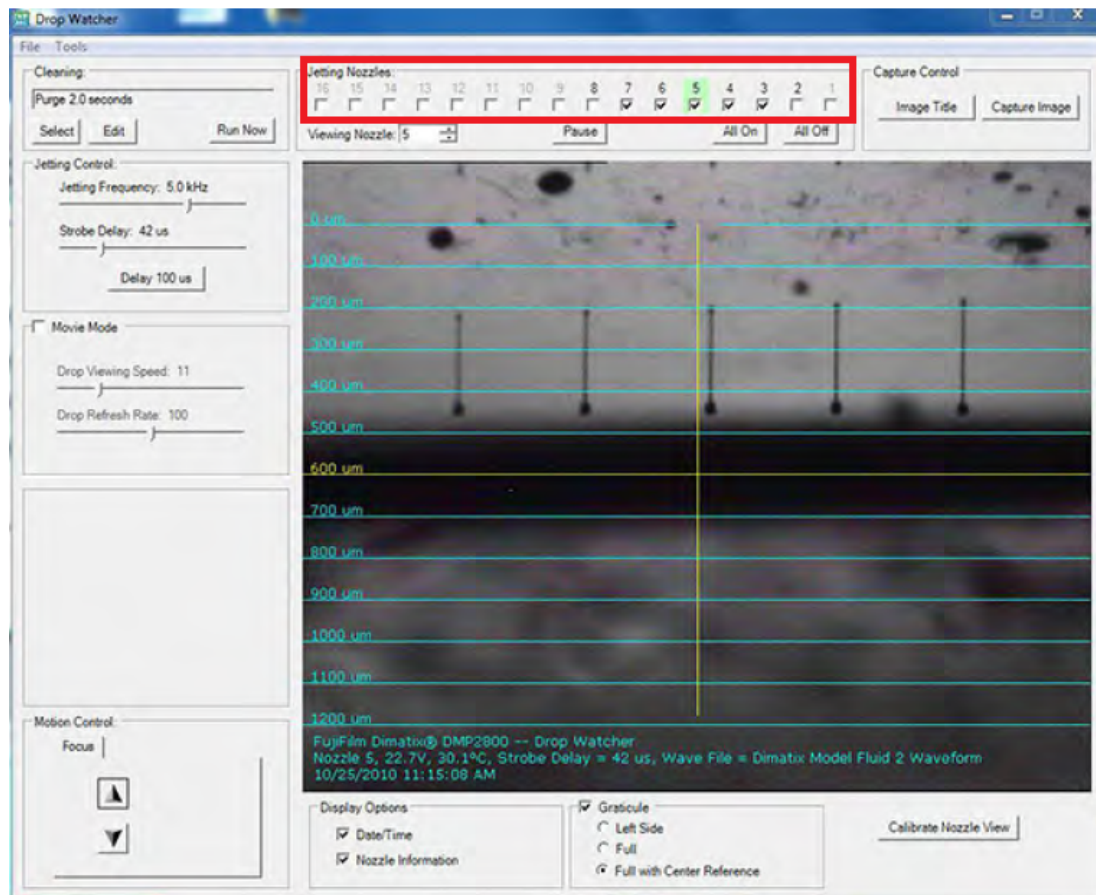 Drop Watcher
File Tools
Cleaning:
Purge 2.0 seconds
Select Edit Run Now
Jetting Nozzles:
16 15 14 13 12 11 10 9 8 7 6 5 4 3 2 1
Viewing Nozzle: 5 Pause All On All Off
Capture Control
Image Title Capture Image
Jetting Control:
Jetting Frequency: 5.0 kHz
Strobe Delay: 42 us
Delay 100 us
Movie Mode
Drop Viewing Speed: 11
Drop Refresh Rate: 100
Motion Control:
Focus
0 um
100 um
200 um
300 um
400 um
500 um
600 um
700 um
800 um
900 um
1000 um
1100 um
1200 um
FujiFilm Dimatix® DMP2800 -- Drop Watcher
Nozzle 5, 22.7V, 30.1ºC, Strobe Delay = 42 us, Wave File = Dimatix Model Fluid 2 Waveform
10/25/2010 11:15:08 AM
Display Options
Date/Time
Nozzle Information
Graticule
Left Side
Full
Full with Center Reference
Calibrate Nozzle View